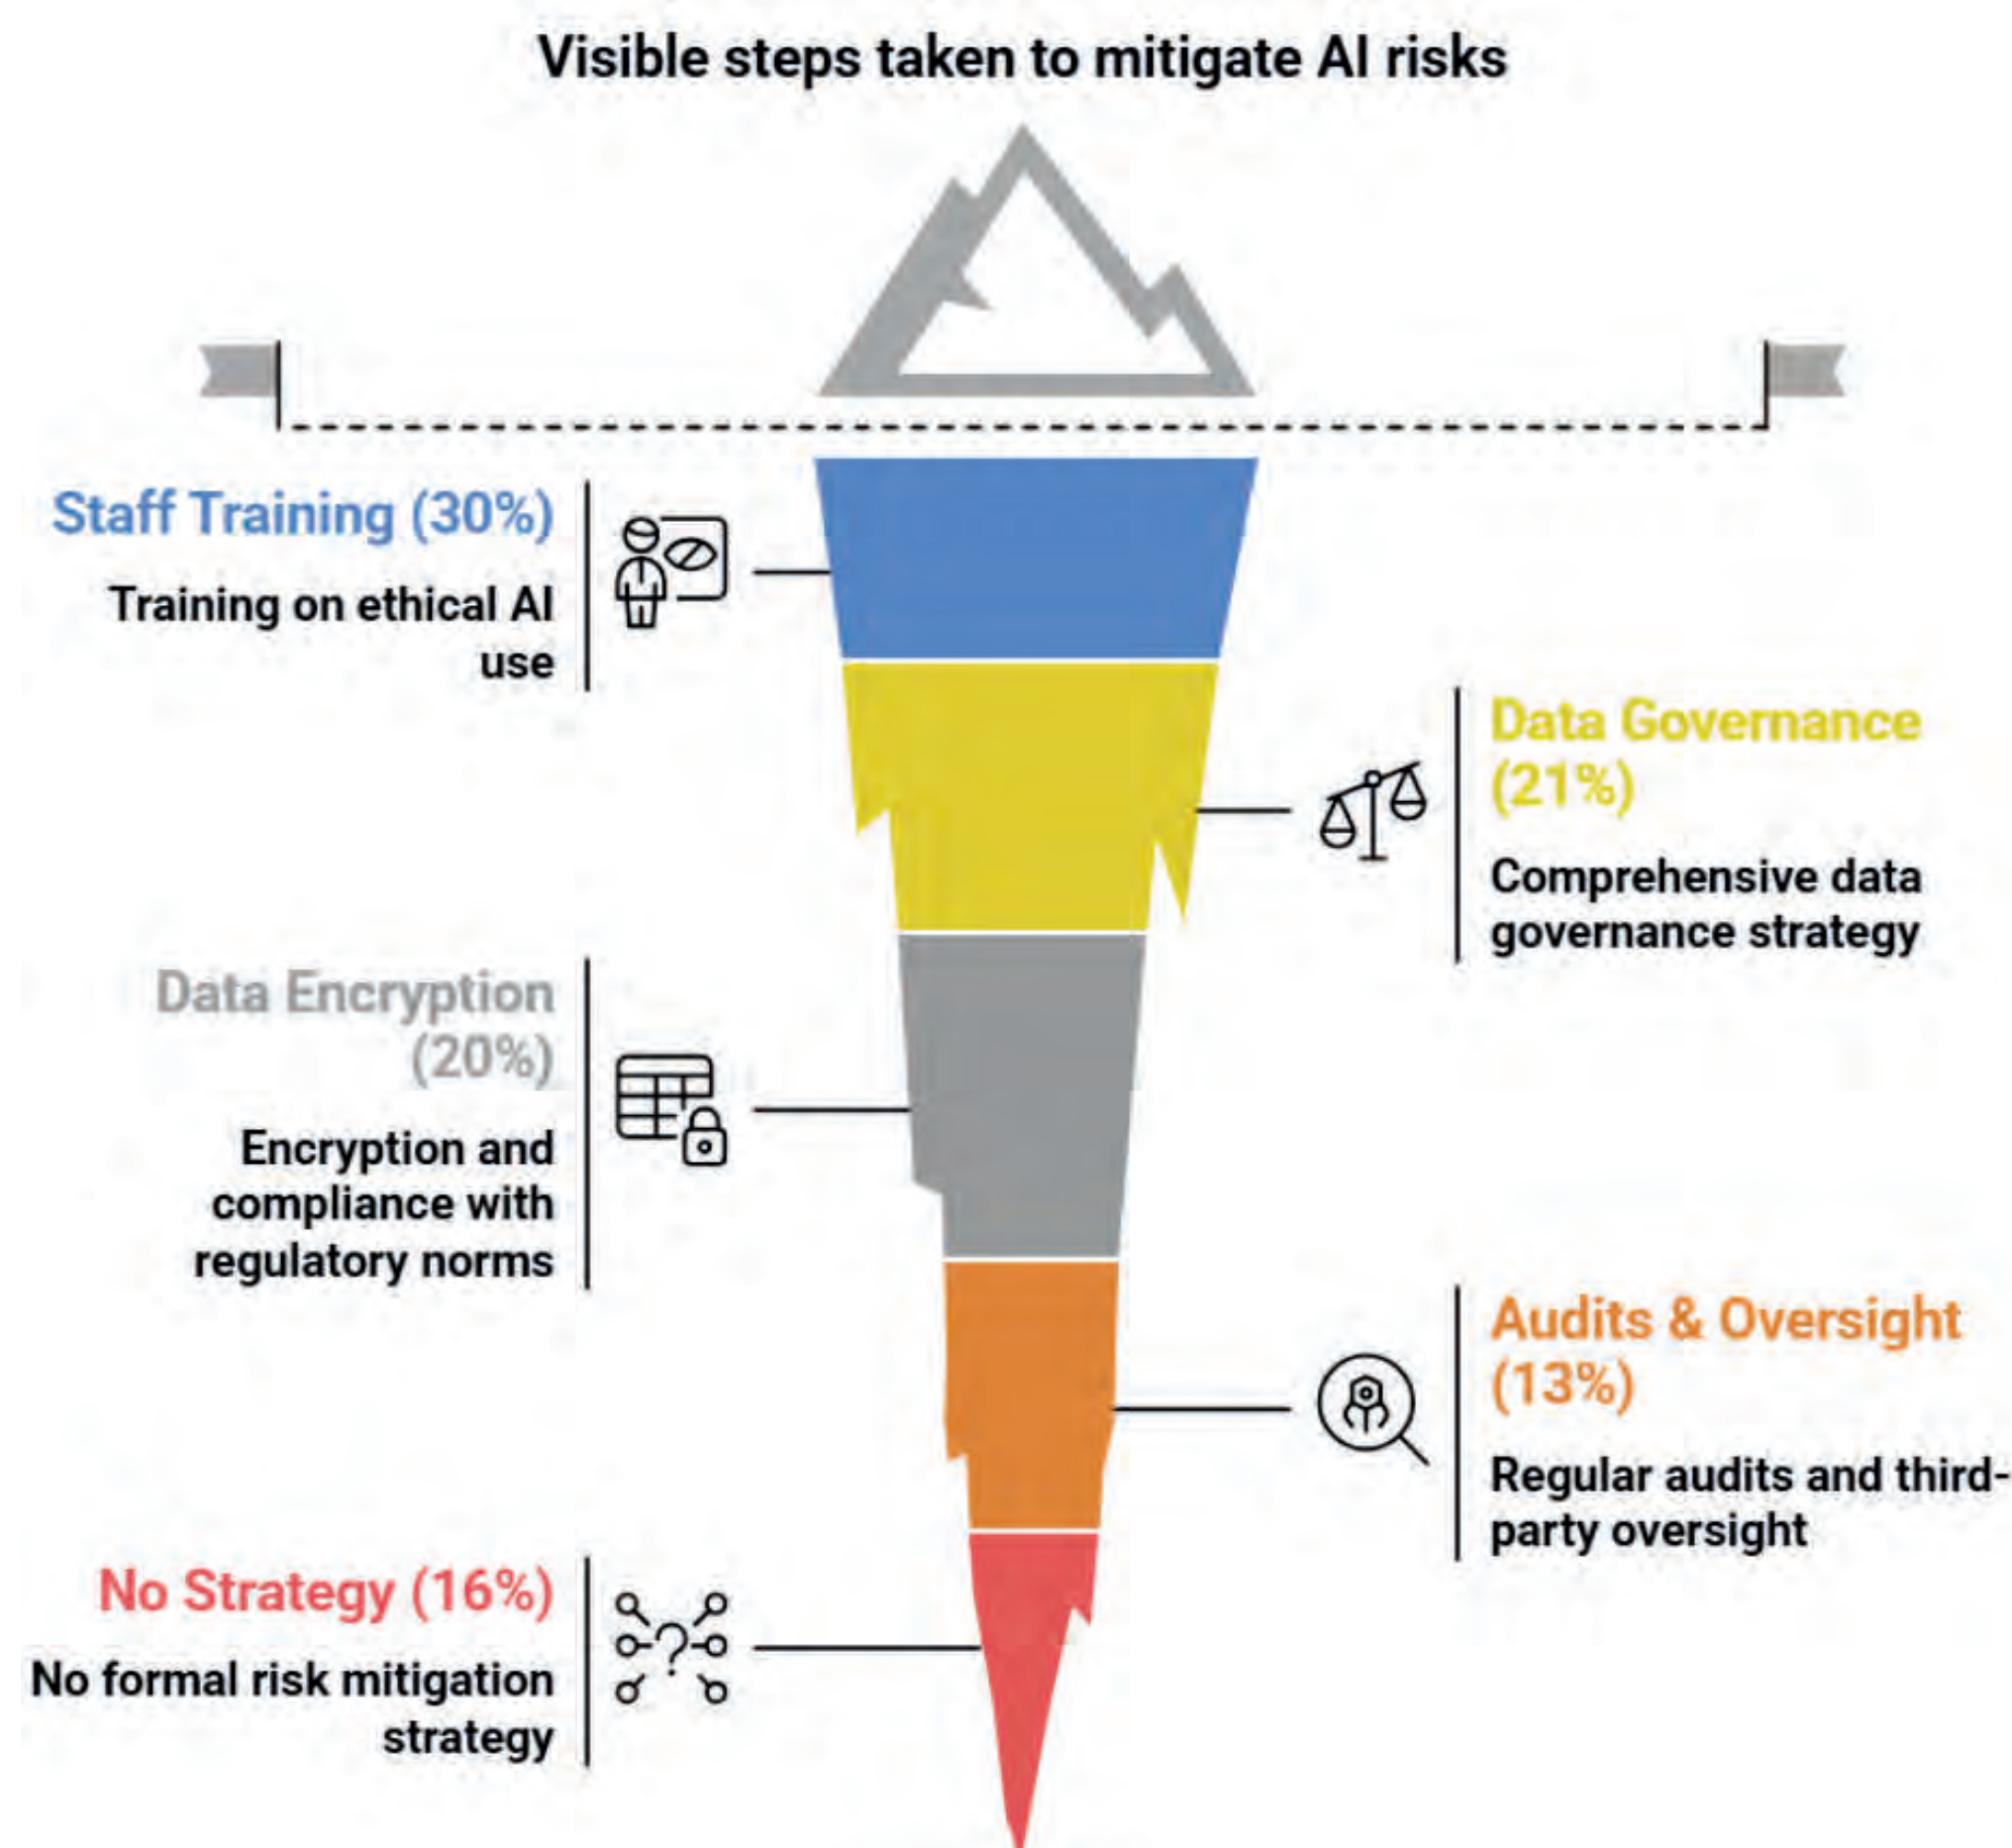 Visible steps taken to mitigate AI risks
Staff Training (30%)
Training on ethical AI
use
Data Governance
(21%)
Comprehensive data
governance strategy
Data Encryption
(20%)
Encryption and
compliance with
regulatory norms
Audits & Oversight
(13%)
Regular audits and third-
party oversight
No Strategy (16%)
No formal risk mitigation
strategy